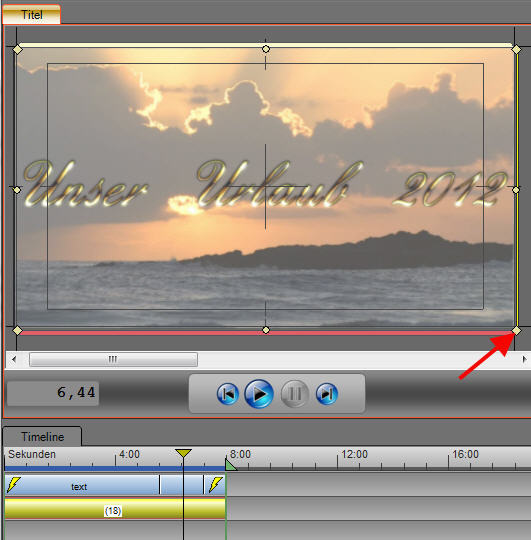 Titel
Unser Urlaub 2012
6,44
Timeline
Sekunden 4:00 8:00 12:00 16:00
text
(18)